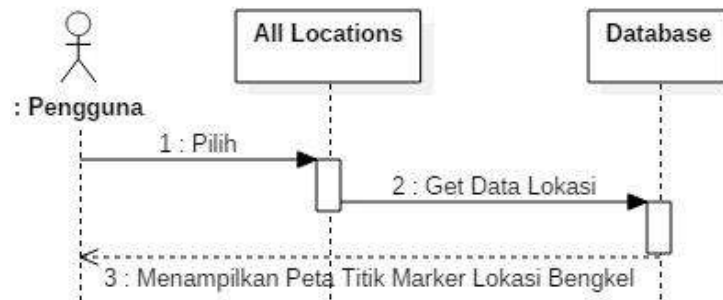 All Locations
Database
: Pengguna
1 : Pilih
2 : Get Data Lokasi
3 : Menampilkan Peta Titik Marker Lokasi Bengkel